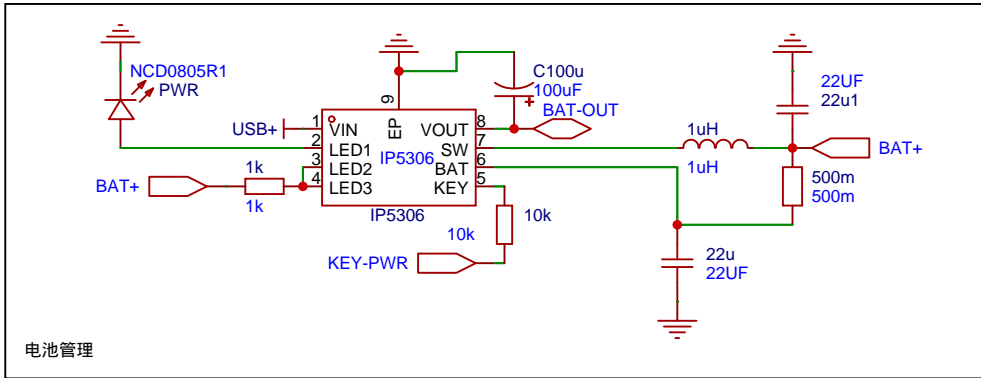 NCD0805R1
PWR
C100u
100uF
BAT-OUT
22UF
22u1
USB+
1
VIN
2
LED1
3
LED2
4
LED3
9
EP
IP5306
VOUT
8
SW
7
BAT
6
KEY
5
IP5306
1uH
1uH
BAT+
BAT+
1k
1k
500m
500m
10k
10k
KEY-PWR
22u
22UF
电池管理